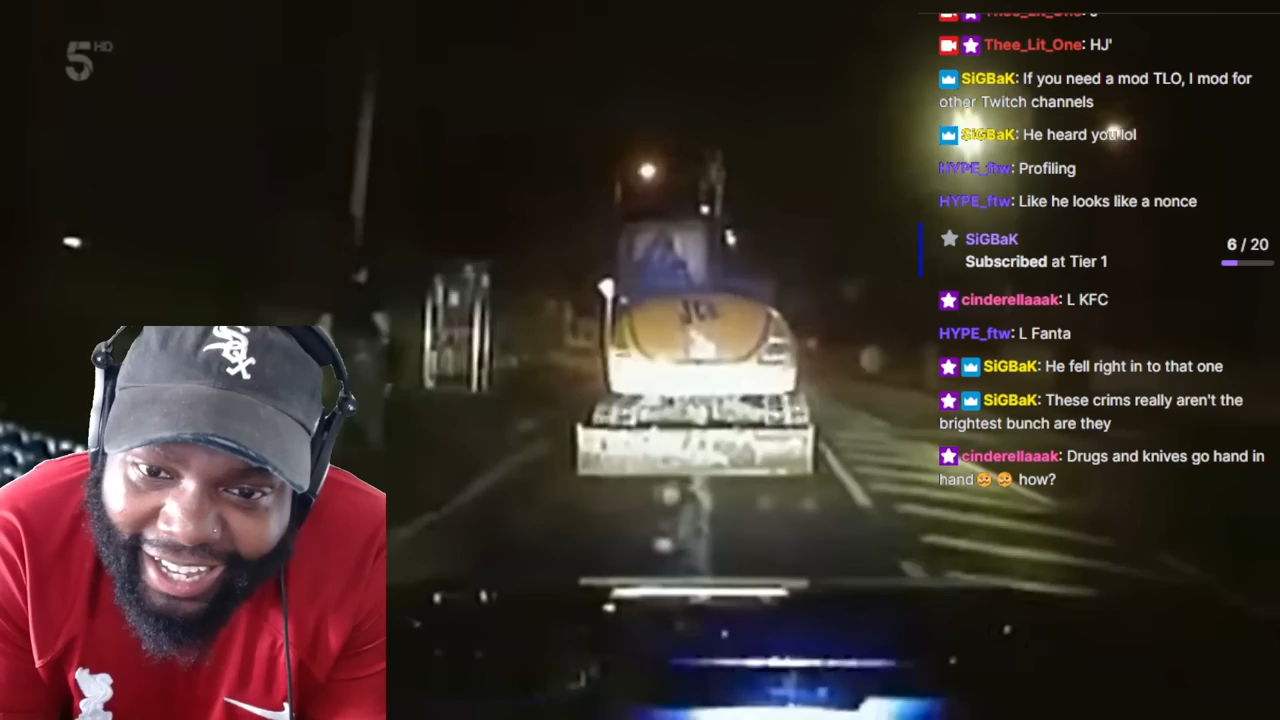 5 HD
Thee_Lit_One: HJ'
SiGBaK: If you need a mod TLO, I mod for
other Twitch channels
SiGBaK: He heard you lol
HYPE_ftw: Profiling
HYPE_ftw: Like he looks like a nonce
SiGBaK
Subscribed at Tier 1
6 / 20
cinderellaaak: L KFC
HYPE_ftw: L Fanta
SiGBaK: He fell right in to that one
SiGBaK: These crims really aren't the
brightest bunch are they
cinderellaaak: Drugs and knives go hand in
hand🥴🥴 how?
JCB
Sox